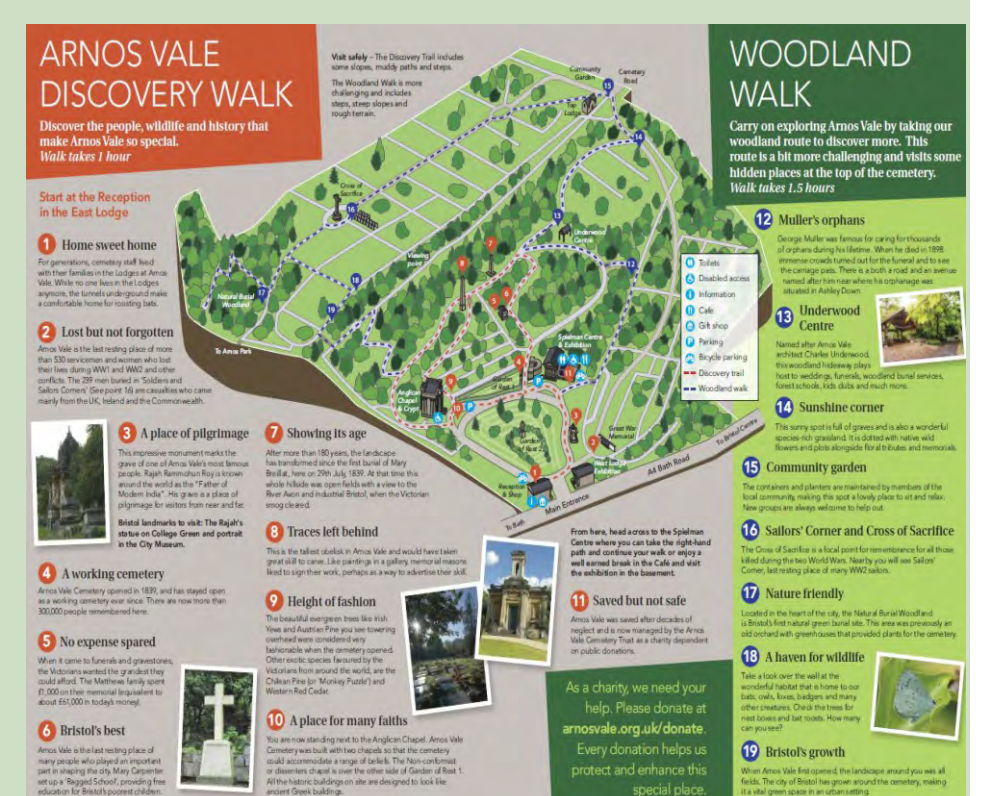 ARNOS VALE
DISCOVERY WALK
Discover the people, wildlife and history that
make Arnos Vale so special.
Walk takes 1 hour
Visit safely – The Discovery Trail includes
some slopes, muddy paths and steps.
The Woodland Walk is more
challenging and includes
steps, steep slopes and
rough terrain.
WOODLAND
WALK
Carry on exploring Arnos Vale by taking our
woodland route to discover more. This
route is a bit more challenging and visits some
hidden places at the top of the cemetery.
Walk takes 1.5 hours
Start at the Reception
in the East Lodge
1 Home sweet home
For generations, cemetery staff lived
with their families in the Lodges at Arnos
Vale. While no one lives in the Lodges
anymore, the tunnels underground make
a comfortable home for roosting bats.
2 Lost but not forgotten
Arnos Vale is the last resting place of more
than 530 servicemen and women who lost
their lives during WW1 and WW2 and other
conflicts. The 239 men buried in 'Soldiers and
Sailors Corners' (See point 16) are casualties who came
mainly from the UK, Ireland and the Commonwealth.
3 A place of pilgrimage
This impressive monument marks the
grave of one of Arnos Vale's most famous
people. Rajah Rammohun Roy is known
around the world as the "Father of
Modern India". His grave is a place of
pilgrimage for visitors from near and far.
Bristol landmarks to visit: The Rajah's
statue on College Green and portrait
in the City Museum.
4 A working cemetery
Arnos Vale Cemetery opened in 1839, and has stayed open
as a working cemetery ever since. There are now more than
300,000 people remembered here.
5 No expense spared
When it came to funerals and gravestones,
the Victorians wanted the grandest they
could afford. The Matthews family spent
£1,000 on their memorial (equivalent to
about £61,000 in today's money).
6 Bristol's best
Arnos Vale is the last resting place of
many people who played an important
part in shaping the city. Mary Carpenter
set up a 'Ragged School', providing free
education for Bristol's poorest children.
7 Showing its age
After more than 180 years, the landscape
has transformed since the first burial of Mary
Breillat, here on 29th July, 1839. At that time this
whole hillside was open fields with a view to the
River Avon and industrial Bristol, when the Victorian
smog cleared.
8 Traces left behind
This is the tallest obelisk in Arnos Vale and would have taken
great skill to carve. Like paintings in a gallery, memorial masons
liked to sign their work, perhaps as a way to advertise their skill.
9 Height of fashion
The beautiful evergreen trees like Irish
Yews and Austrian Pine you see towering
overhead were considered very
fashionable when the cemetery opened.
Other exotic species favoured by the
Victorians from around the world, are the
Chilean Pine (or 'Monkey Puzzle') and
Western Red Cedar.
10 A place for many faiths
You are now standing next to the Anglican Chapel. Arnos Vale
Cemetery was built with two chapels so that the cemetery
could accommodate a range of beliefs. The Non-conformist
or dissenters chapel is over the other side of Garden of Rest 1.
All the historic buildings on site are designed to look like
ancient Greek buildings.
From here, head across to the Spielman
Centre where you can take the right-hand
path and continue your walk or enjoy a
well earned break in the Café and visit
the exhibition in the basement.
11 Saved but not safe
Arnos Vale was saved after decades of
neglect and is now managed by the Arnos
Vale Cemetery Trust as a charity dependent
on public donations.
As a charity, we need your
help. Please donate at
arnosvale.org.uk/donate.
Every donation helps us
protect and enhance this
special place.
Community
Garden
Cemetery
Road
15
Top
Lodge
14
Cross of
Sacrifice
16
13
Underwood
Centre
12
7
Viewing
point
8
6
5
18
17
Natural Burial
Woodland
19
To Arnos Park
Spielman Centre
& Exhibition
4
11
Garden
of Rest 1
P
9
Anglican
Chapel
& Crypt
10
P
3
Garden
of Rest 2
Great War
Memorial
2
West Lodge
Exhibition
1
Reception
& Shop
To Bath
Main Entrance
A4 Bath Road
To Bristol Centre
Toilets
Disabled access
i Information
Cafe
Gift shop
P Parking
Bicycle parking
Discovery trail
Woodland walk
12 Muller's orphans
George Muller was famous for caring for thousands
of orphans during his lifetime. When he died in 1898
immense crowds turned out for the funeral and to see
the carriage pass. There is a both a road and an avenue
named after him near where his orphanage was
situated in Ashley Down.
13 Underwood
Centre
Named after Arnos Vale
architect Charles Underwood,
this woodland hideaway plays
host to weddings, funerals, woodland burial services,
forest schools, kids clubs and much more.
14 Sunshine corner
This sunny spot is full of graves and is also a wonderful
species-rich grassland. It is dotted with native wild
flowers and plots alongside floral tributes and memorials.
15 Community garden
The containers and planters are maintained by members of the
local community, making this spot a lovely place to sit and relax.
New groups are always welcome to help out.
16 Sailors' Corner and Cross of Sacrifice
The Cross of Sacrifice is a focal point for remembrance for all those
killed during the two World Wars. Nearby you will see Sailors'
Corner, last resting place of many WW2 sailors.
17 Nature friendly
Located in the heart of the city, the Natural Burial Woodland
is Bristol's first natural green burial site. This area was previously an
old orchard with greenhouses that provided plants for the cemetery.
18 A haven for wildlife
Take a look over the wall at the
wonderful habitat that is home to our
bats, owls, foxes, badgers and many
other creatures. Check the trees for
nest boxes and bat roosts. How many
can you see?
19 Bristol's growth
When Arnos Vale first opened, the landscape around you was all
fields. The city of Bristol has grown around the cemetery, making
it a vital green space in an urban setting.